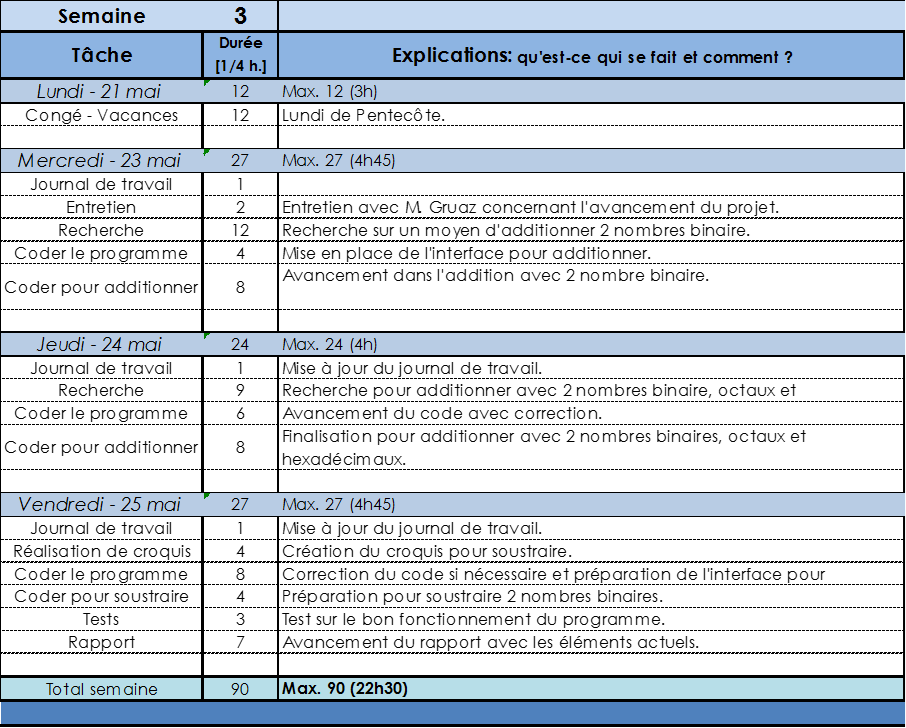 Semaine 3
Tâche Durée [1/4 h.] Explications: qu'est-ce qui se fait et comment ?
Lundi - 21 mai 12 Max. 12 (3h)
Congé - Vacances 12 Lundi de Pentecôte.
Mercredi - 23 mai 27 Max. 27 (4h45)
Journal de travail 1
Entretien 2 Entretien avec M. Gruaz concernant l'avancement du projet.
Recherche 12 Recherche sur un moyen d'additionner 2 nombres binaire.
Coder le programme 4 Mise en place de l'interface pour additionner.
Coder pour additionner 8 Avancement dans l'addition avec 2 nombre binaire.
Jeudi - 24 mai 24 Max. 24 (4h)
Journal de travail 1 Mise à jour du journal de travail.
Recherche 9 Recherche pour additionner avec 2 nombres binaire, octaux et
Coder le programme 6 Avancement du code avec correction.
Coder pour additionner 8 Finalisation pour additionner avec 2 nombres binaires, octaux et
hexadécimaux.
Vendredi - 25 mai 27 Max. 27 (4h45)
Journal de travail 1 Mise à jour du journal de travail.
Réalisation de croquis 4 Création du croquis pour soustraire.
Coder le programme 8 Correction du code si nécessaire et préparation de l'interface pour
Coder pour soustraire 4 Préparation pour soustraire 2 nombres binaires.
Tests 3 Test sur le bon fonctionnement du programme.
Rapport 7 Avancement du rapport avec les éléments actuels.
Total semaine 90 Max. 90 (22h30)